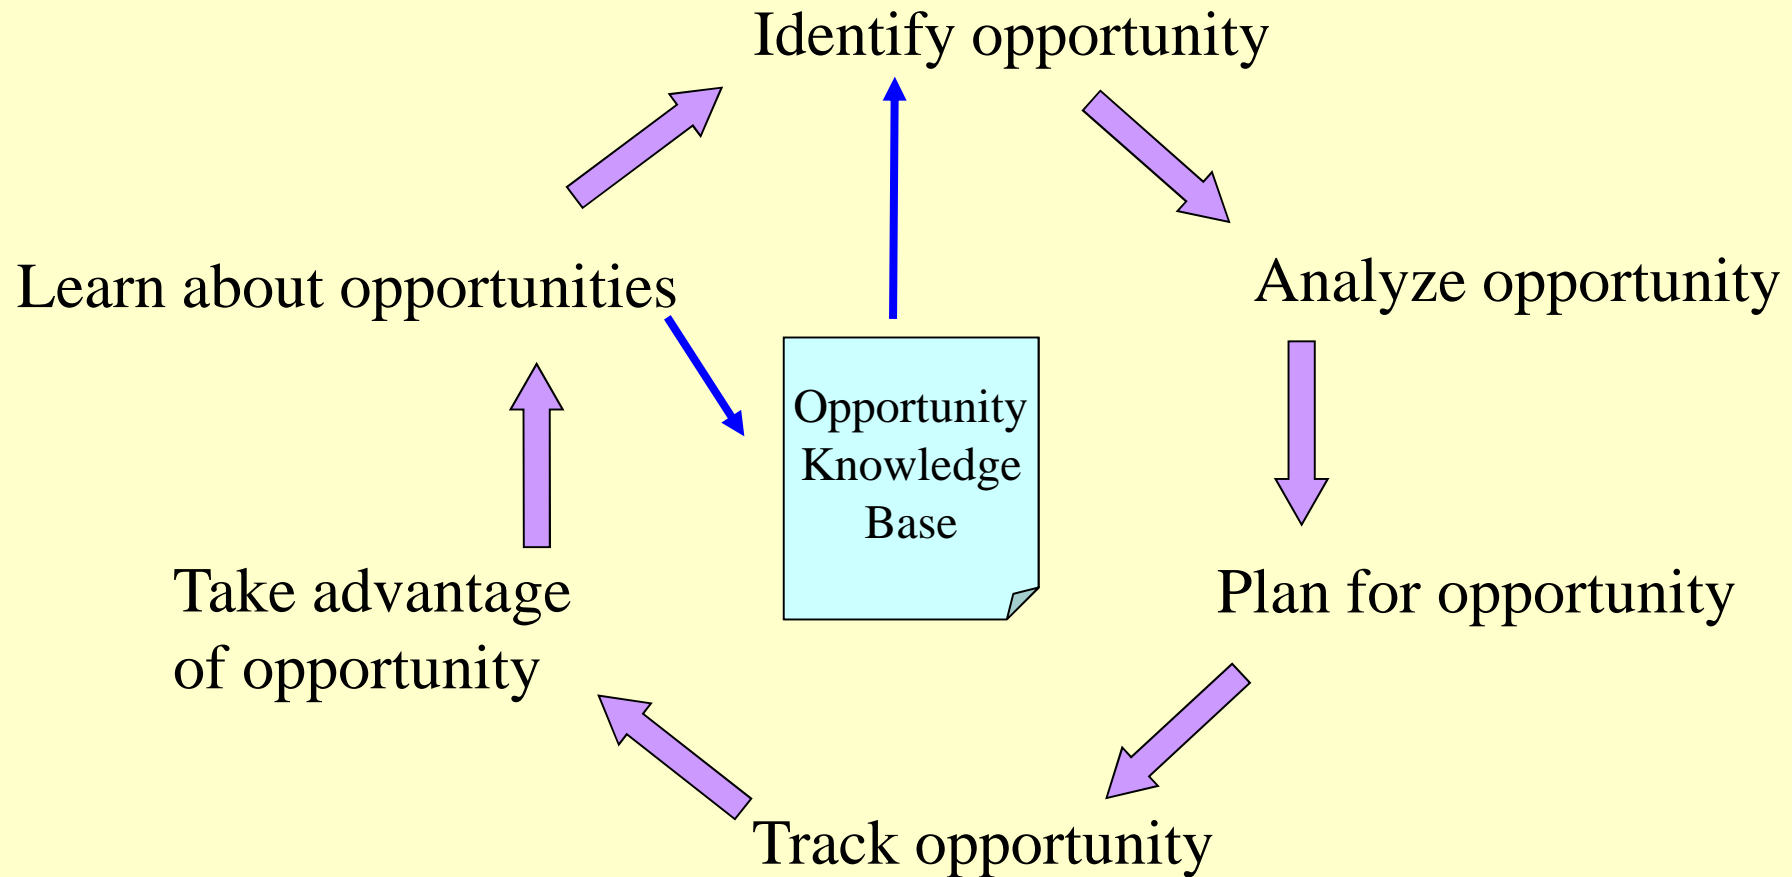 Identify opportunity
Learn about opportunities
Analyze opportunity
Opportunity
Knowledge
Base
Take advantage
of opportunity
Plan for opportunity
Track opportunity